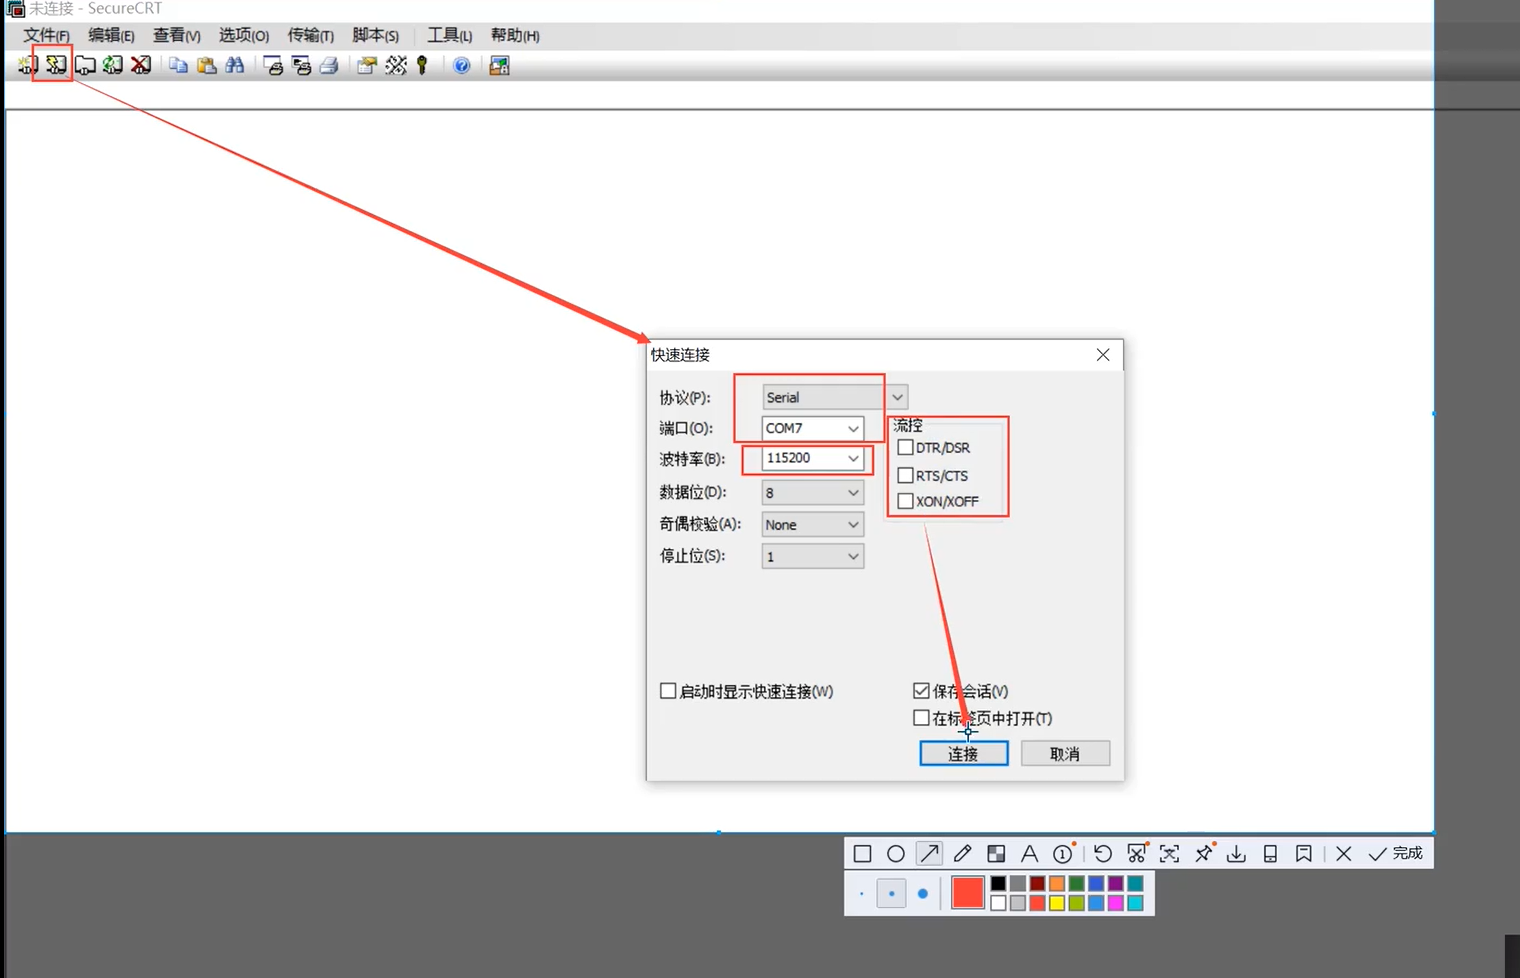 未连接 - SecureCRT
文件(F) 编辑(E) 查看(V) 选项(O) 传输(T) 脚本(S) 工具(L) 帮助(H)
快速连接
协议(P): Serial
端口(O): COM7
流控
波特率(B): 115200
DTR/DSR
RTS/CTS
数据位(D): 8
XON/XOFF
奇偶校验(A): None
停止位(S): 1
启动时显示快速连接(W)
保存会话(V)
在标签页中打开(T)
连接 取消
A 1 完成